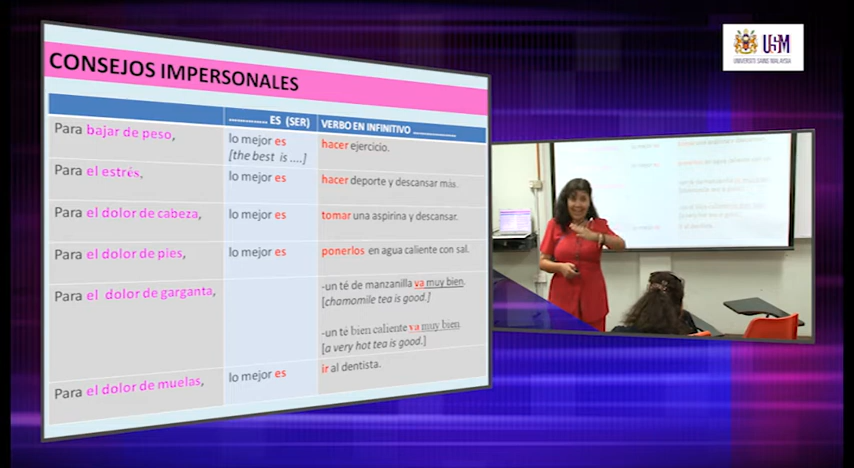 USM
UNIVERSITI SAINS MALAYSIA
CONSEJOS IMPERSONALES
............ ES (SER)
VERBO EN INFINITIVO ..................
Para bajar de peso,
lo mejor es
[the best is ....]
hacer ejercicio.
Para el estrés,
lo mejor es
hacer deporte y descansar más.
Para el dolor de cabeza,
lo mejor es
tomar una aspirina y descansar.
Para el dolor de pies,
lo mejor es
ponerlos en agua caliente con sal.
Para el dolor de garganta,
-un té de manzanilla va muy bien.
[chamomile tea is good.]
-un té bien caliente va muy bien
[a very hot tea is good.]
Para el dolor de muelas,
lo mejor es
ir al dentista.